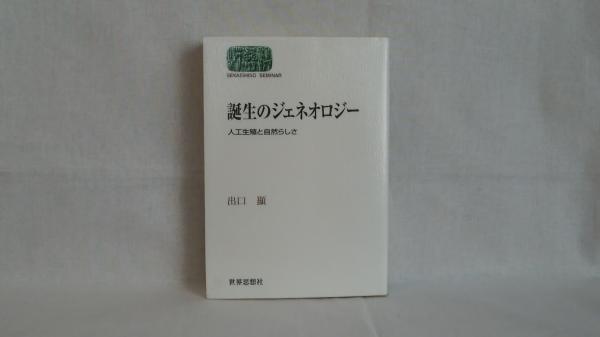 SEKAISHISO SEMINAR
誕生のジェネオロジー
人工生殖と自然らしさ
出口 顯
世界思想社